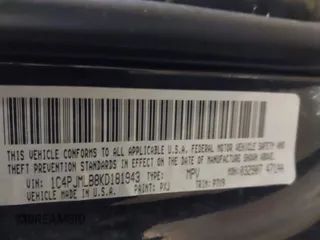 THIS VEHICLE CONFORMS TO ALL APPLICABLE U.S.A. FEDERAL MOTOR VEHICLE SAFETY AND
THEFT PREVENTION STANDARDS IN EFFECT ON THE DATE OF MANUFACTURE SHOWN ABOVE.
VEHICLE MADE IN U.S.A.
VIN: 1C4PJMLB8KD181943 TYPE: MPV
PAINT: PXJ